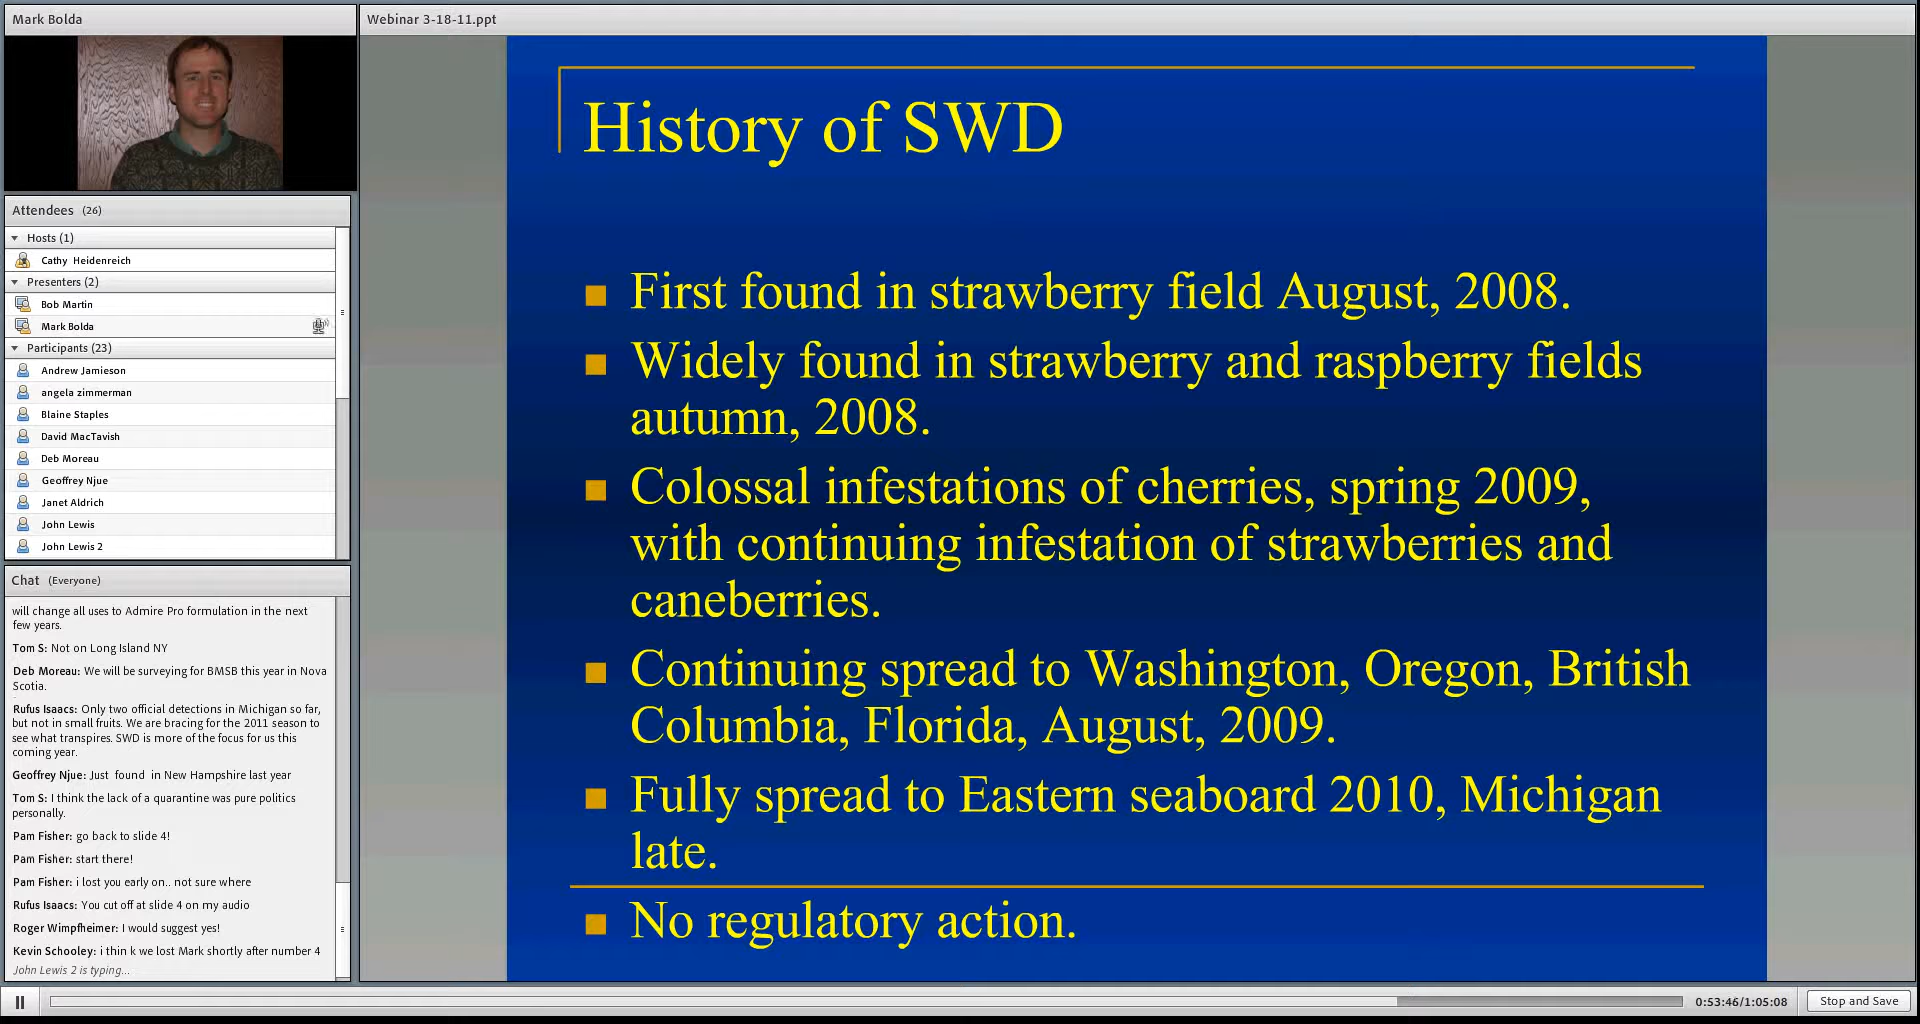 Mark Bolda
Webinar 3-18-11.ppt
Attendees (26)
Hosts (1)
Cathy Heidenreich
Presenters (2)
Bob Martin
Mark Bolda
Participants (23)
Andrew Jamieson
angela zimmerman
Blaine Staples
David MacTavish
Deb Moreau
Geoffrey Njue
Janet Aldrich
John Lewis
John Lewis 2
Chat (Everyone)
will change all uses to Admire Pro formulation in the next
few years.
Tom S: Not on Long Island NY
Deb Moreau: We will be surveying for BMSB this year in Nova
Scotia.
Rufus Isaacs: Only two official detections in Michigan so far,
but not in small fruits. We are bracing for the 2011 season to
see what transpires. SWD is more of the focus for us this
coming year.
Geoffrey Njue: Just found in New Hampshire last year
Tom S: I think the lack of a quarantine was pure politics
personally.
Pam Fisher: go back to slide 4!
Pam Fisher: start there!
Pam Fisher: i lost you early on.. not sure where
Rufus Isaacs: You cut off at slide 4 on my audio
Roger Wimpfheimer: I would suggest yes!
Kevin Schooley: i thin k we lost Mark shortly after number 4
John Lewis 2 is typing...
History of SWD
First found in strawberry field August, 2008.
Widely found in strawberry and raspberry fields
autumn, 2008.
Colossal infestations of cherries, spring 2009,
with continuing infestation of strawberries and
caneberries.
Continuing spread to Washington, Oregon, British
Columbia, Florida, August, 2009.
Fully spread to Eastern seaboard 2010, Michigan
late.
No regulatory action.
0:53:46/1:05:08
Stop and Save